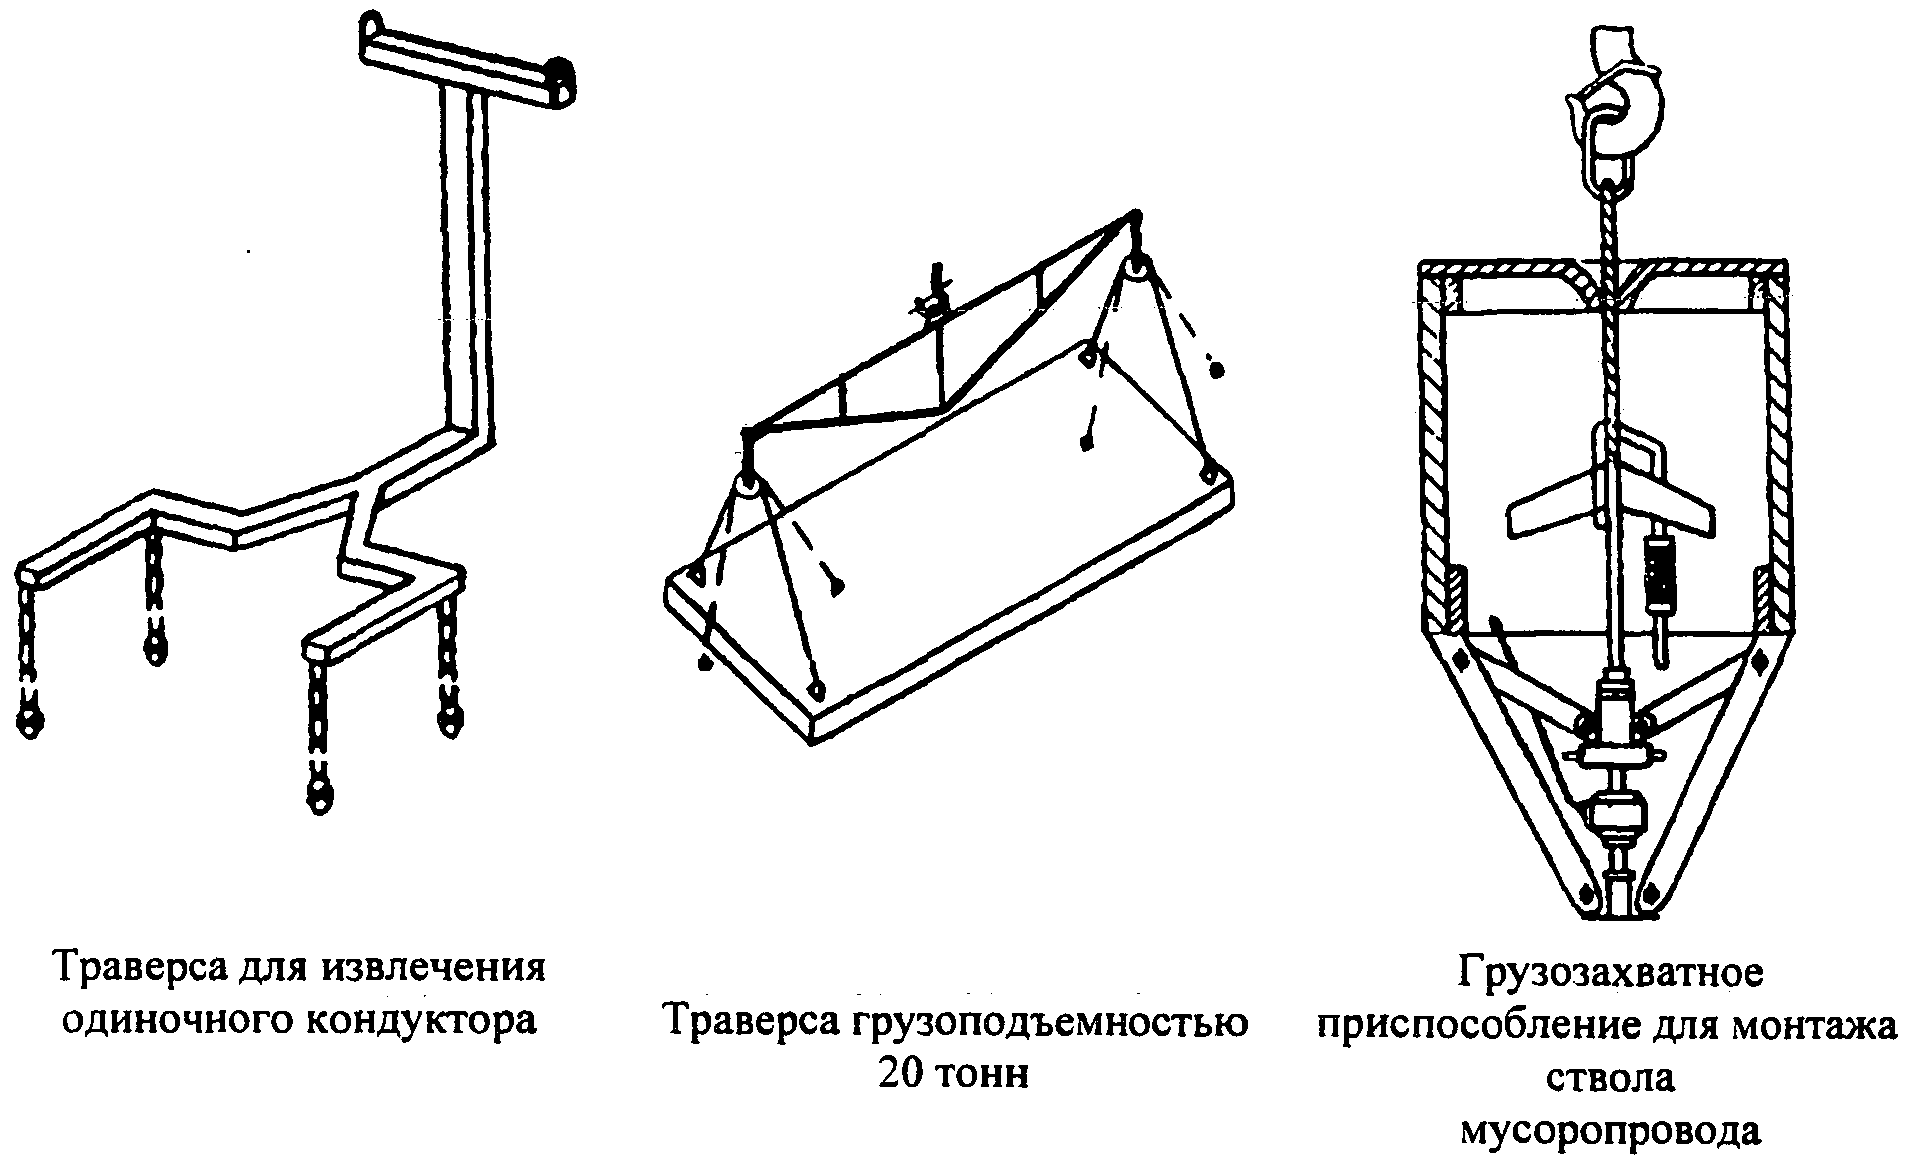 Траверса для извлечения
одиночного кондуктора
Траверса грузоподъемностью
20 тонн
Грузозахватное
приспособление для монтажа
ствола
мусоропровода